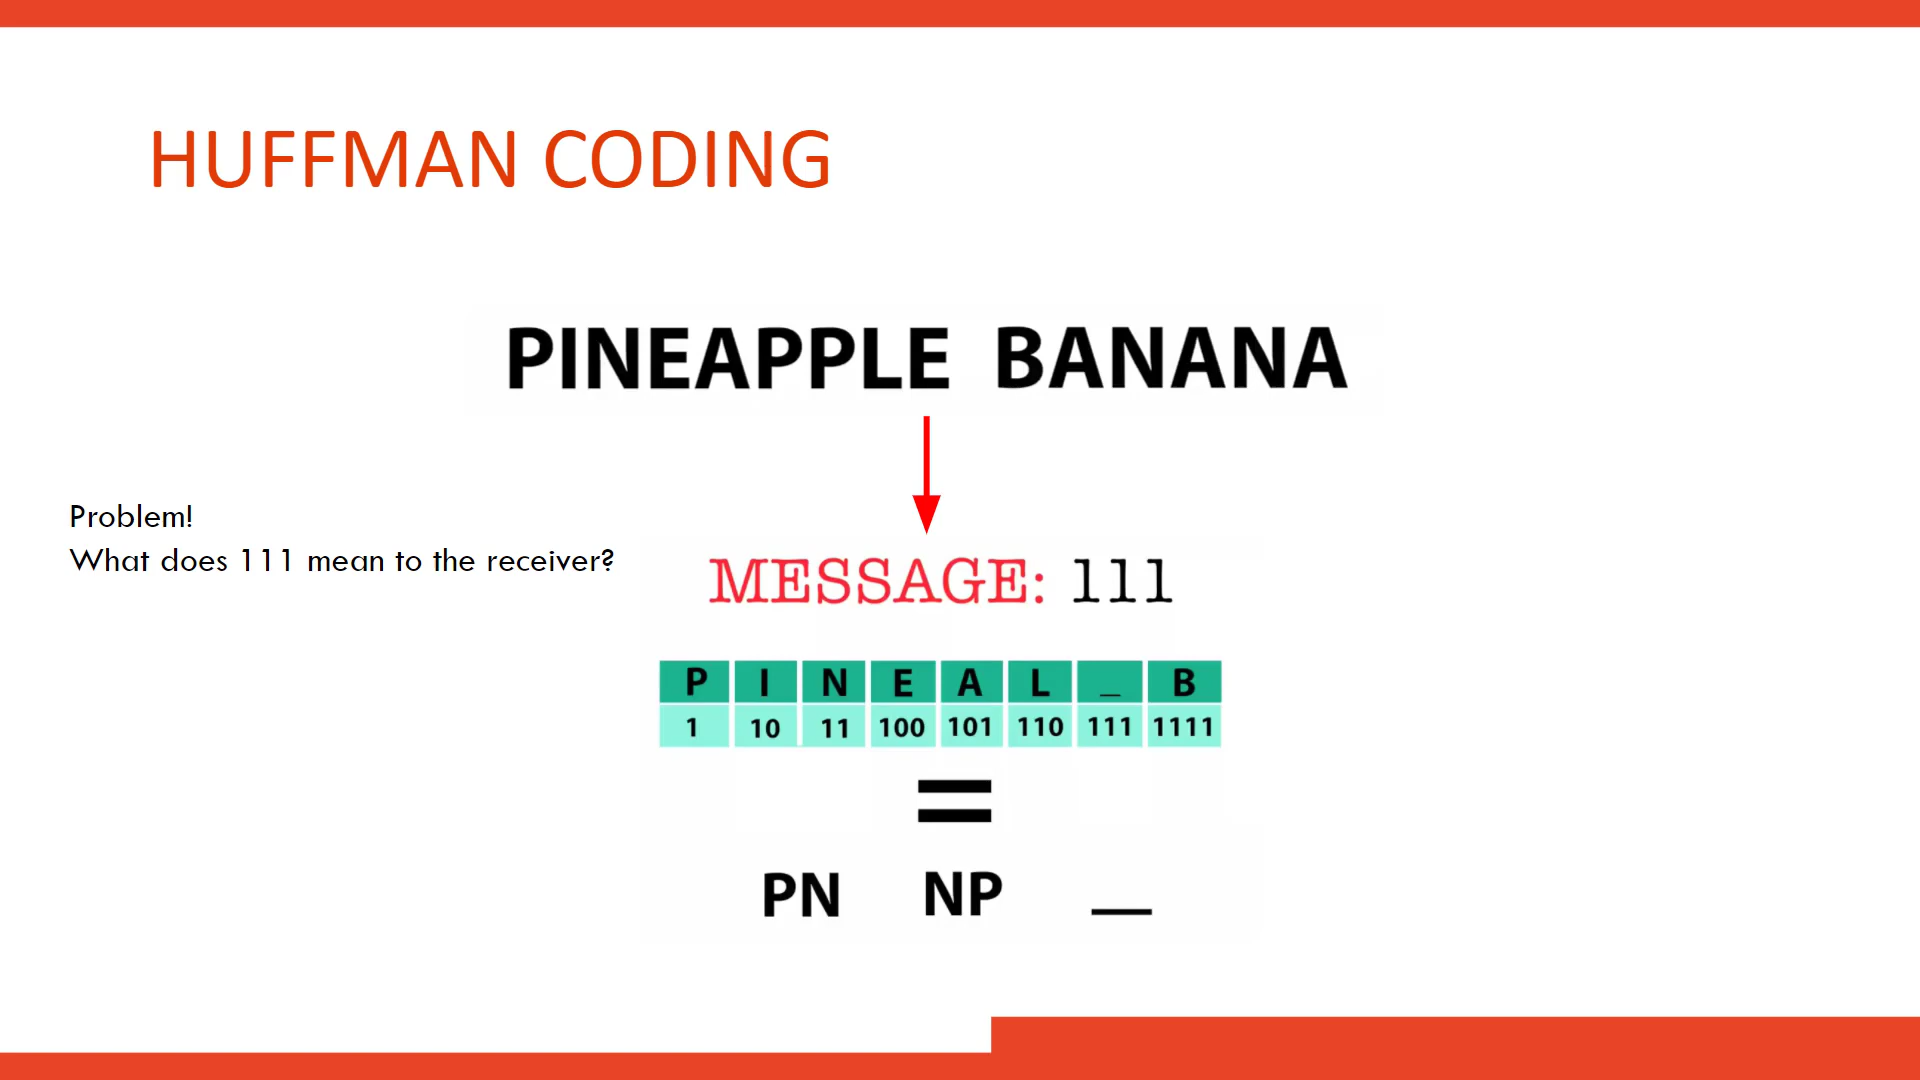 HUFFMAN CODING
PINEAPPLE BANANA
Problem!
What does 111 mean to the receiver?
MESSAGE: 111
P I N E A L _ B
1 10 11 100 101 110 111 1111
=
PN NP _